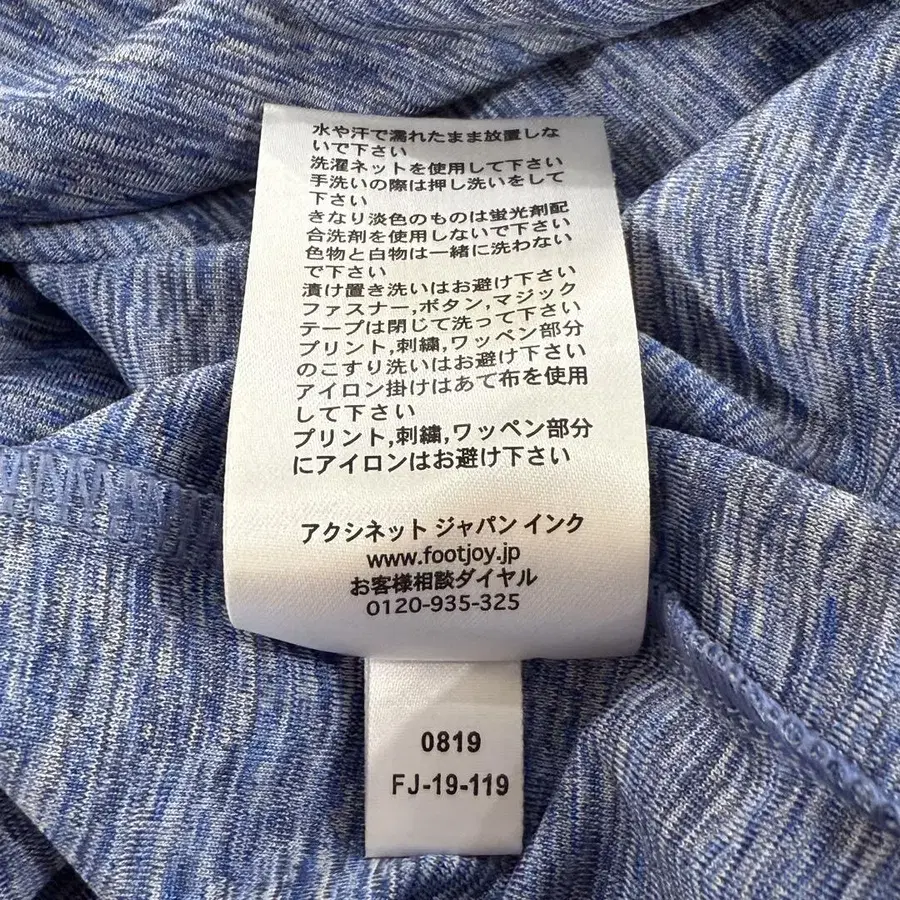 水や汗で濡れたまま放置しな
いで下さい
洗濯ネットを使用して下さい
手洗いの際は押し洗いをして
下さい
きなり淡色のものは蛍光剤配
合洗剤を使用しないで下さい
色物と白物は一緒に洗わない
で下さい
漬け置き洗いはお避け下さい
ファスナー,ボタン,マジック
テープは閉じて洗って下さい
プリント,刺繍,ワッペン部分
のこすり洗いはお避け下さい
アイロン掛けはあて布を使用
して下さい
プリント,刺繍,ワッペン部分
にアイロンはお避け下さい
アクシネット ジャパン インク
www.footjoy.jp
お客様相談ダイヤル
0120-935-325
0819
FJ-19-119